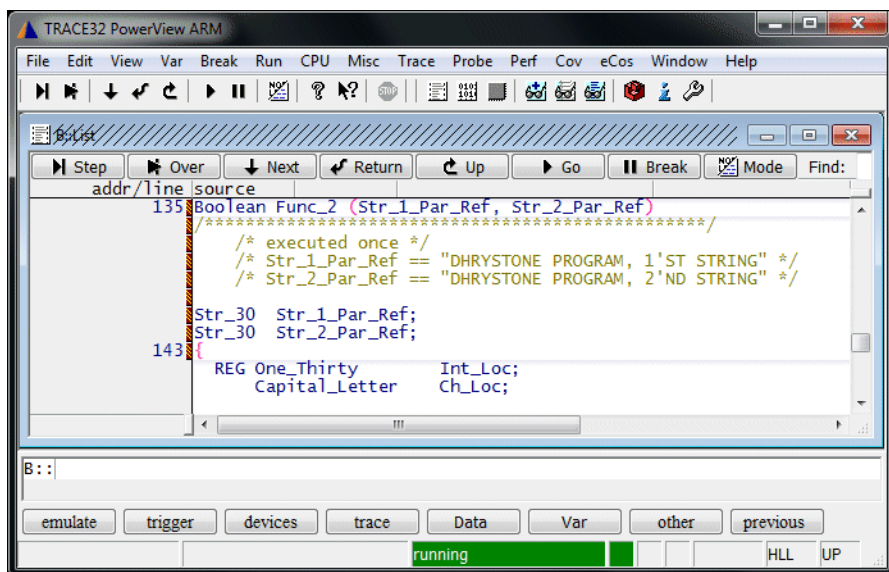 TRACE32 PowerView ARM
File Edit View Var Break Run CPU Misc Trace Probe Perf Cov eCos Window Help
B::List
Step Over Next Return Up Go Break Mode Find:
addr/line source
135 Boolean Func_2 (Str_1_Par_Ref, Str_2_Par_Ref)
/*************************************************/
/* executed once */
/* Str_1_Par_Ref == "DHRYSTONE PROGRAM, 1'ST STRING" */
/* Str_2_Par_Ref == "DHRYSTONE PROGRAM, 2'ND STRING" */
Str_30 Str_1_Par_Ref;
Str_30 Str_2_Par_Ref;
143 {
REG One_Thirty Int_Loc;
Capital_Letter Ch_Loc;
B::
emulate trigger devices trace Data Var other previous
running HLL UP